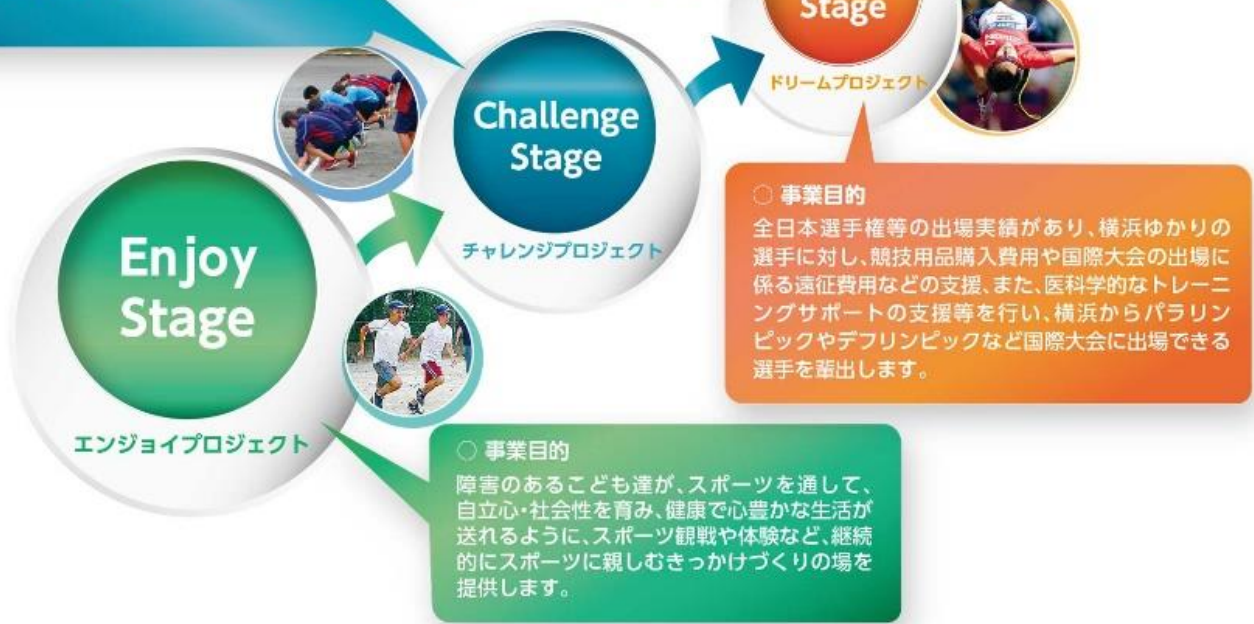 Stage
ドリームプロジェクト
Challenge
Stage
チャレンジプロジェクト
Enjoy
Stage
エンジョイプロジェクト
○ 事業目的
全日本選手権等の出場実績があり、横浜ゆかりの
選手に対し、競技用品購入費用や国際大会の出場に
係る遠征費用などの支援、また、医科学的なトレーニ
ングサポートの支援等を行い、横浜からパラリン
ピックやデフリンピックなど国際大会に出場できる
選手を輩出します。
○ 事業目的
障害のあるこども達が、スポーツを通して、
自立心・社会性を育み、健康で心豊かな生活が
送れるように、スポーツ観戦や体験など、継続
的にスポーツに親しむきっかけづくりの場を
提供します。